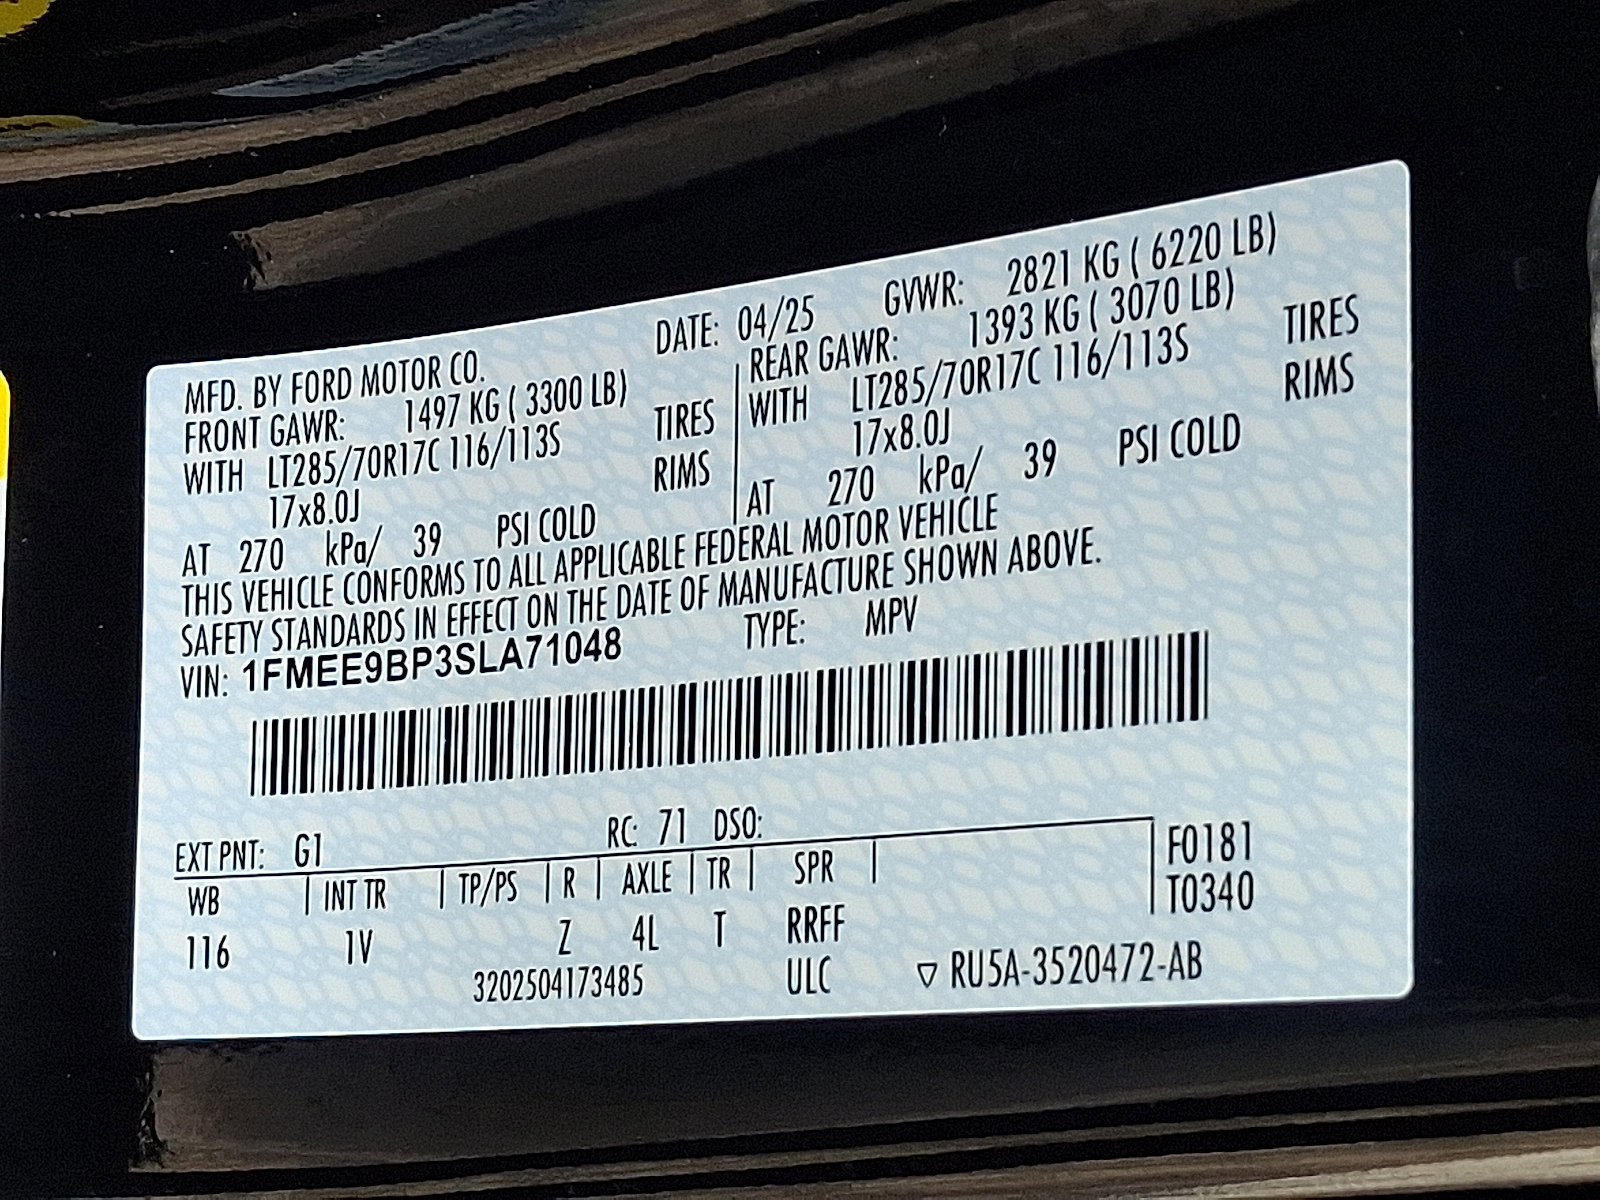 MFD. BY FORD MOTOR CO. DATE: 04/25 GVWR: 2821 KG ( 6220 LB)
FRONT GAWR: 1497 KG ( 3300 LB)
WITH LT285/70R17C 116/113S TIRES
17x8.0J RIMS
AT 270 kPa/ 39 PSI COLD
REAR GAWR: 1393 KG ( 3070 LB)
WITH LT285/70R17C 116/113S TIRES
17x8.0J RIMS
AT 270 kPa/ 39 PSI COLD
THIS VEHICLE CONFORMS TO ALL APPLICABLE FEDERAL MOTOR VEHICLE
SAFETY STANDARDS IN EFFECT ON THE DATE OF MANUFACTURE SHOWN ABOVE.
VIN: 1FMEE9BP3SLA71048 TYPE: MPV
EXT PNT: G1 RC: 71 DSO:
WB | INT TR | TP/PS | R | AXLE | TR | SPR | F0181
116 1V Z 4L T RRFF T0340
3202504173485 ULC ▽ RU5A-3520472-AB